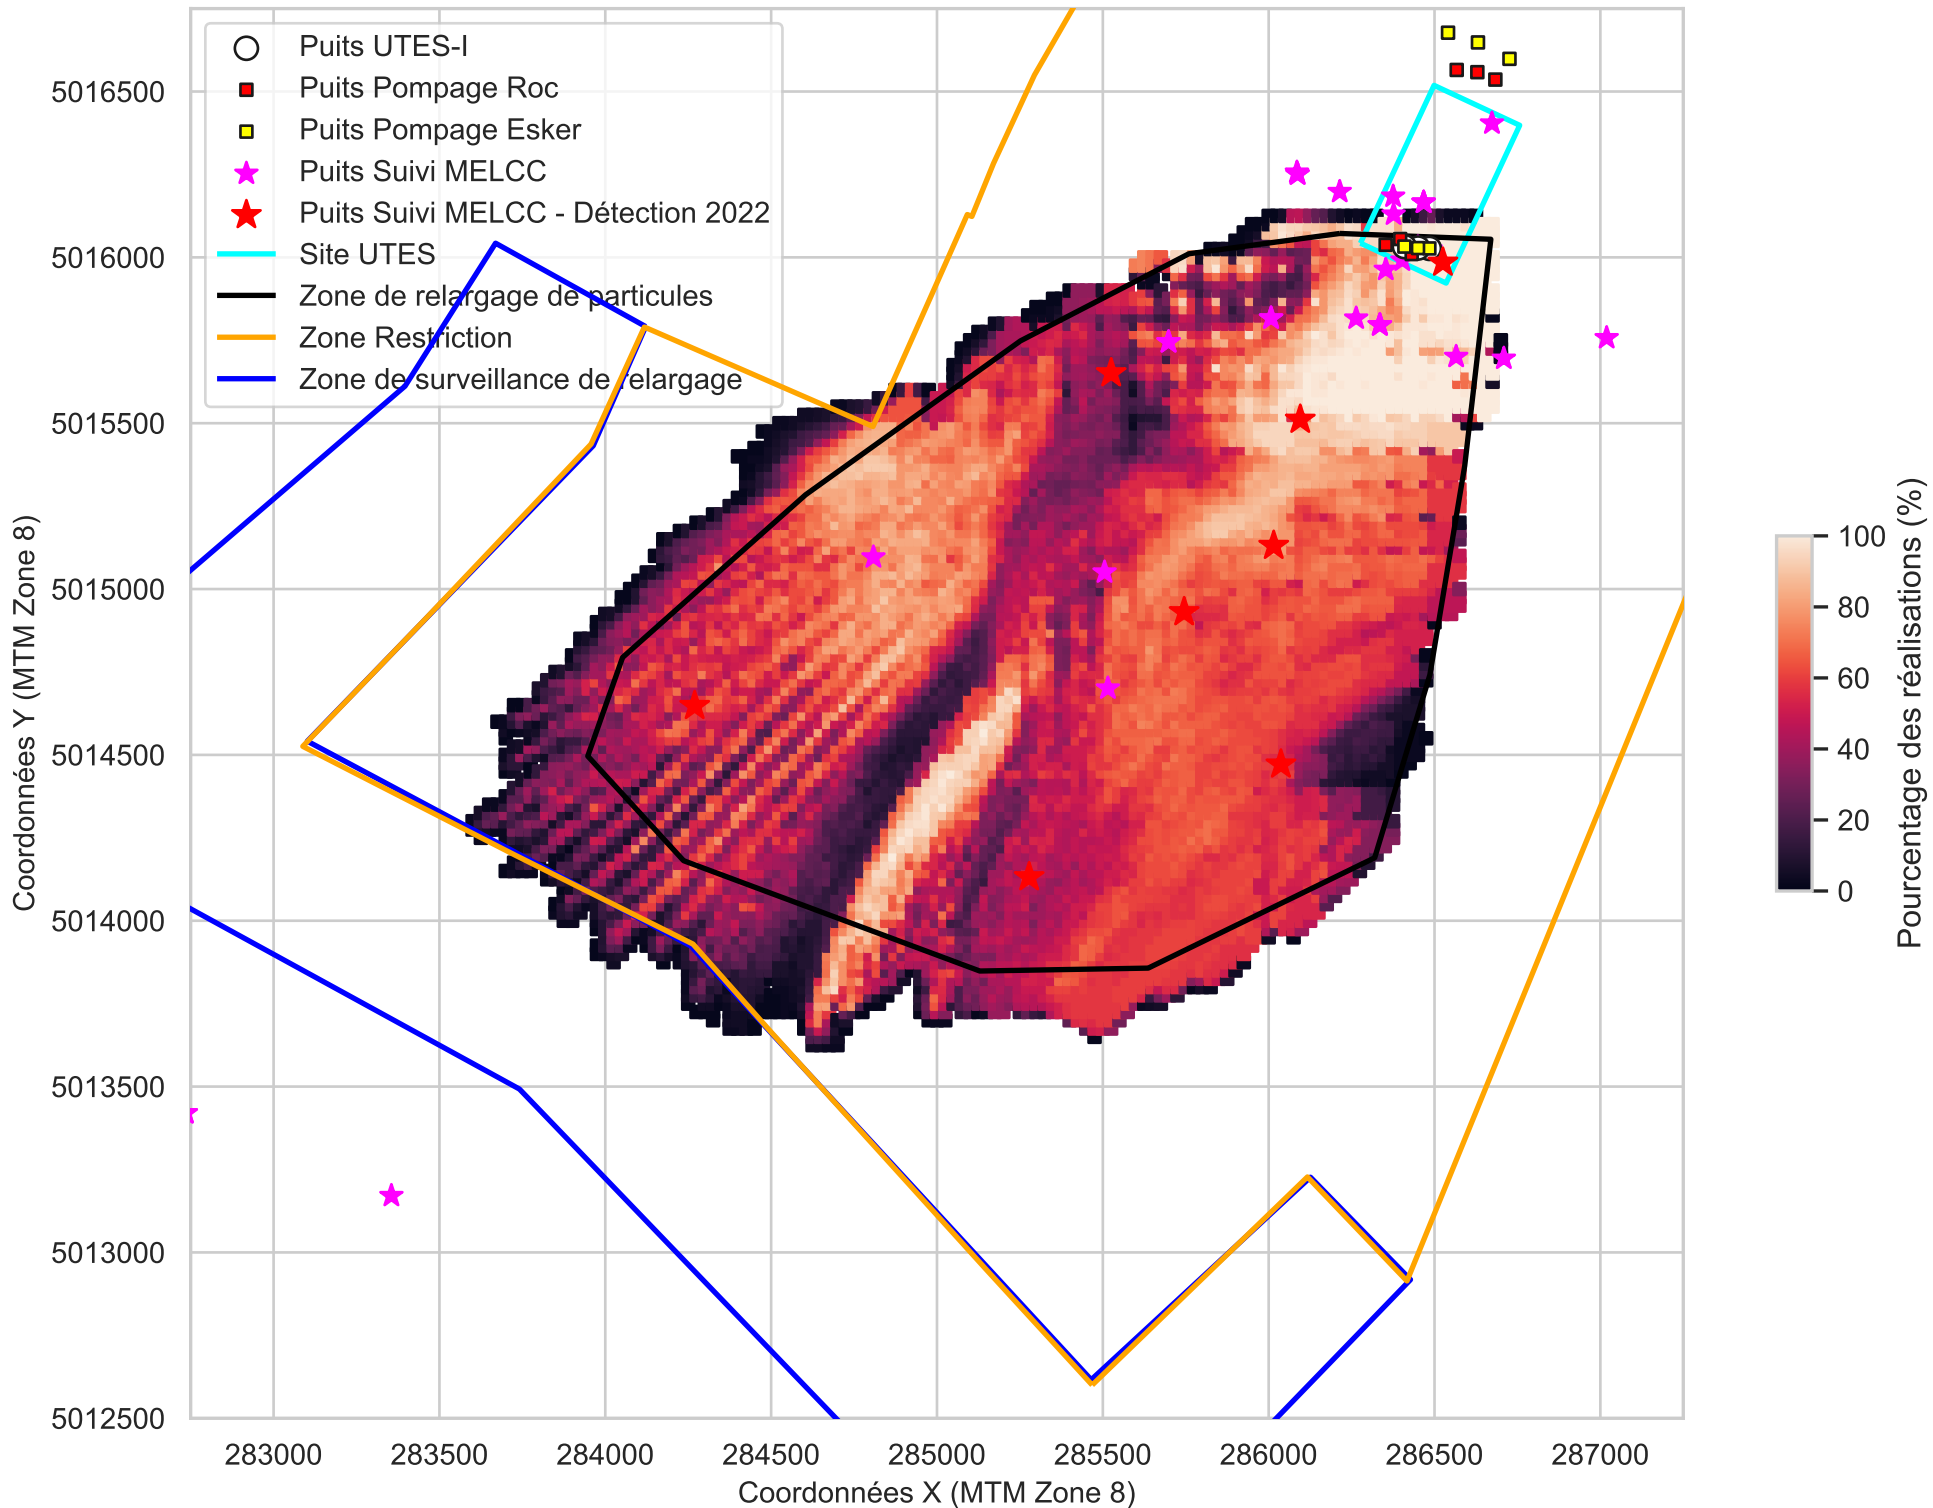 Puits UTES-I
Puits Pompage Roc
Puits Pompage Esker
Puits Suivi MELCC
Puits Suivi MELCC - Détection 2022
Site UTES
Zone de relargage de particules
Zone Restriction
Zone de surveillance de relargage
5016500
5016000
5015500
5015000
5014500
5014000
5013500
5013000
5012500
Coordonnées Y (MTM Zone 8)
283000 283500 284000 284500 285000 285500 286000 286500 287000
Coordonnées X (MTM Zone 8)
100
80
60
40
20
0
Pourcentage des réalisations (%)